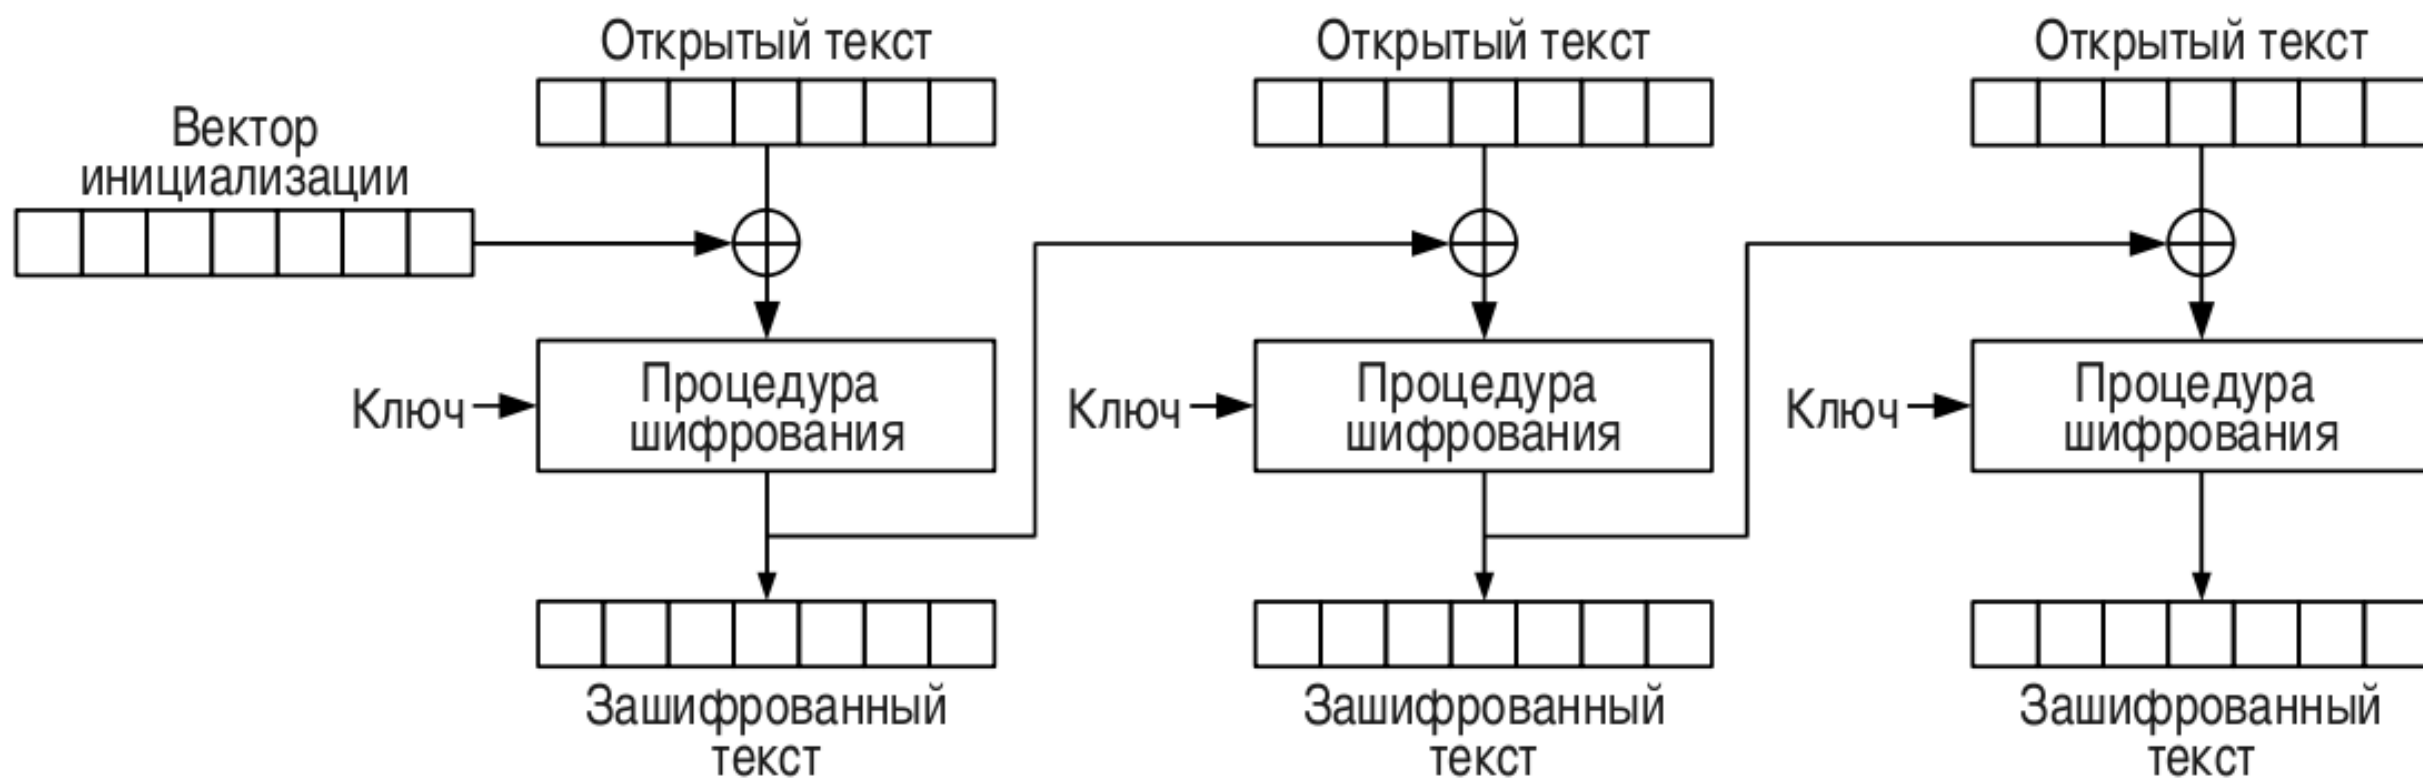 Открытый текст
Открытый текст
Открытый текст
Вектор
инициализации
Ключ
Процедура
шифрования
Ключ
Процедура
шифрования
Ключ
Процедура
шифрования
Зашифрованный
текст
Зашифрованный
текст
Зашифрованный
текст